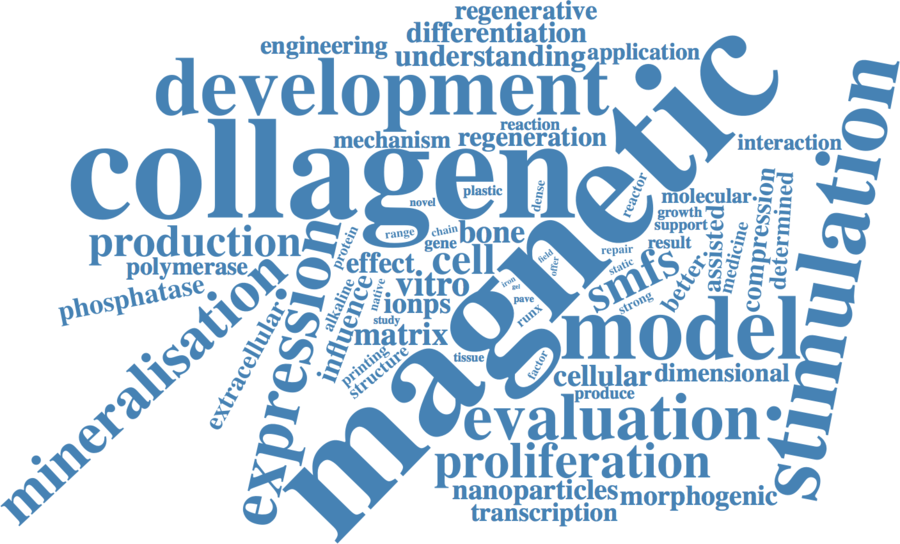 regenerative
differentiation
engineering
understanding
application
development
magnetic
reaction
mechanism
regeneration
interaction
collagen
stimulation
plastic
dense
novel
reactor
molecular
compression
determined
growth
support
assisted
medicine
range
chain
gene
bone
production
protein
result
repair
field
offer
static
polymerase
effect
cell
better
smfs
strong
phosphatase
vitro
iron
gel
pave
native
alkaline
ionps
runx
study
influence
matrix
model
mineralisation
extracellular
expression
printing
structure
tissue
factor
cellular
dimensional
produce
evaluation
proliferation
nanoparticles
morphogenic
transcription